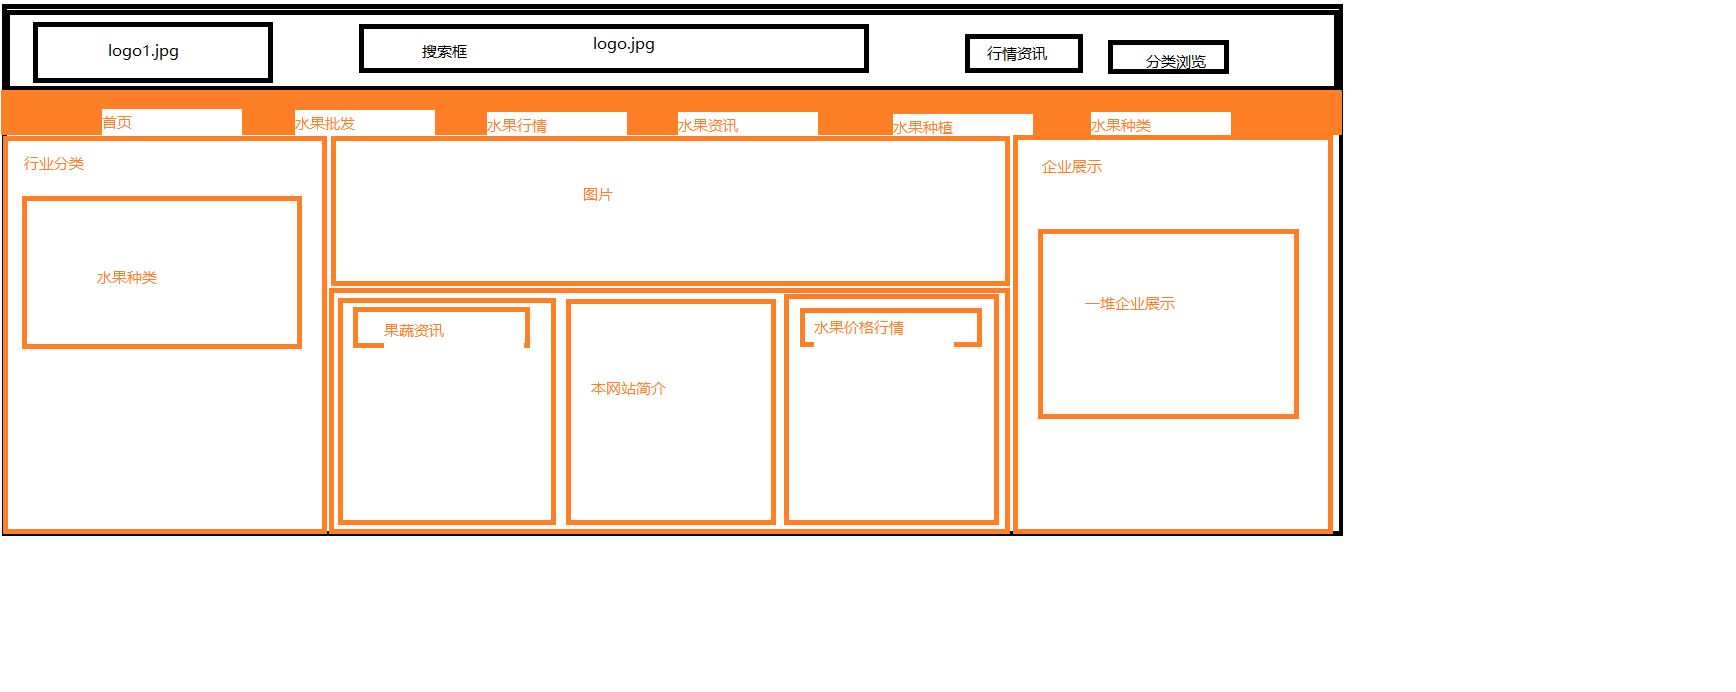 logo1.jpg
搜索框
logo.jpg
行情资讯
分类浏览
首页
水果批发
水果行情
水果资讯
水果种植
水果种类
行业分类
水果种类
图片
果蔬资讯
本网站简介
水果价格行情
企业展示
一堆企业展示